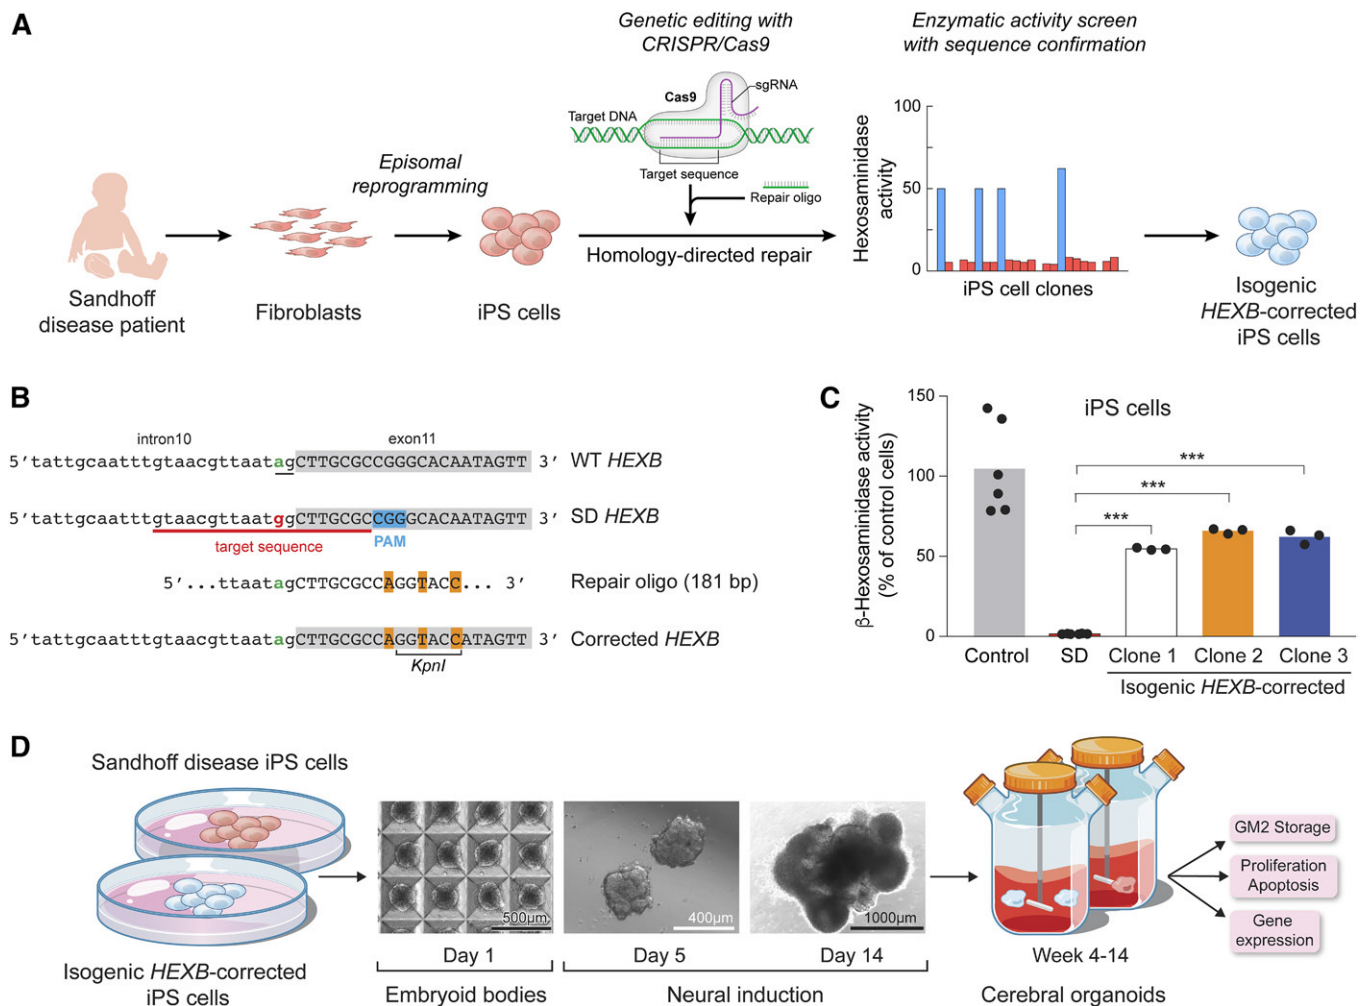 A
Genetic editing with
CRISPR/Cas9
Enzymatic activity screen
with sequence confirmation
Cas9
sgRNA
Target DNA
Target sequence
Repair oligo
Episomal
reprogramming
Homology-directed repair
Hexosaminidase
activity
100
50
0
iPS cell clones
Sandhoff
disease patient
Fibroblasts
iPS cells
Isogenic
HEXB-corrected
iPS cells
B
intron10 exon11
5′tattgcaatttgtaacgttaatagCTTGCGCCGGGCACAATAGTT 3′ WT HEXB
5′tattgcaatttgtaacgttaatggCTTGCGCCGGGCACAATAGTT 3′ SD HEXB
target sequence PAM
5′...ttaatagCTTGCGCCAGGTACC... 3′ Repair oligo (181 bp)
5′tattgcaatttgtaacgttaatagCTTGCGCCAGGTACCATAGTT 3′ Corrected HEXB
KpnI
C
iPS cells
β-Hexosaminidase activity
(% of control cells)
150
100
50
0
***
***
***
Control SD Clone 1 Clone 2 Clone 3
Isogenic HEXB-corrected
D
Sandhoff disease iPS cells
Isogenic HEXB-corrected
iPS cells
500μm
400μm
1000μm
Day 1
Day 5
Day 14
Embryoid bodies
Neural induction
Week 4-14
Cerebral organoids
GM2 Storage
Proliferation
Apoptosis
Gene
expression